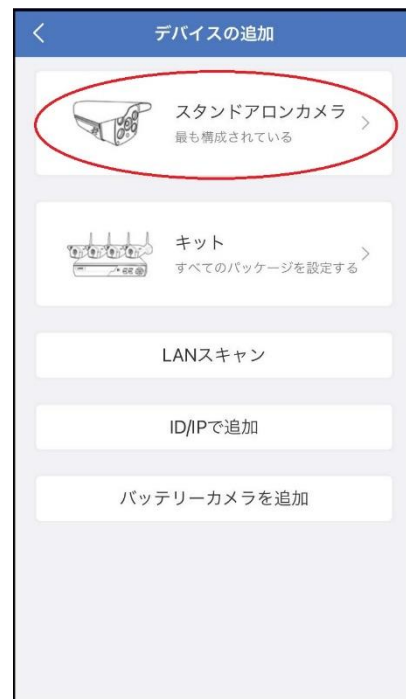 デバイスの追加
スタンドアロンカメラ
最も構成されている
キット
すべてのパッケージを設定する
LANスキャン
ID/IPで追加
バッテリーカメラを追加